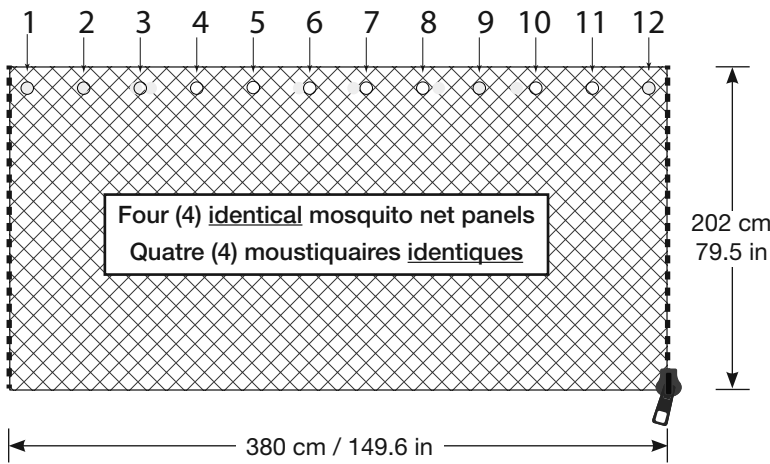 1 2 3 4 5 6 7 8 9 10 11 12
Four (4) identical mosquito net panels
Quatre (4) moustiquaires identiques
202 cm
79.5 in
380 cm / 149.6 in